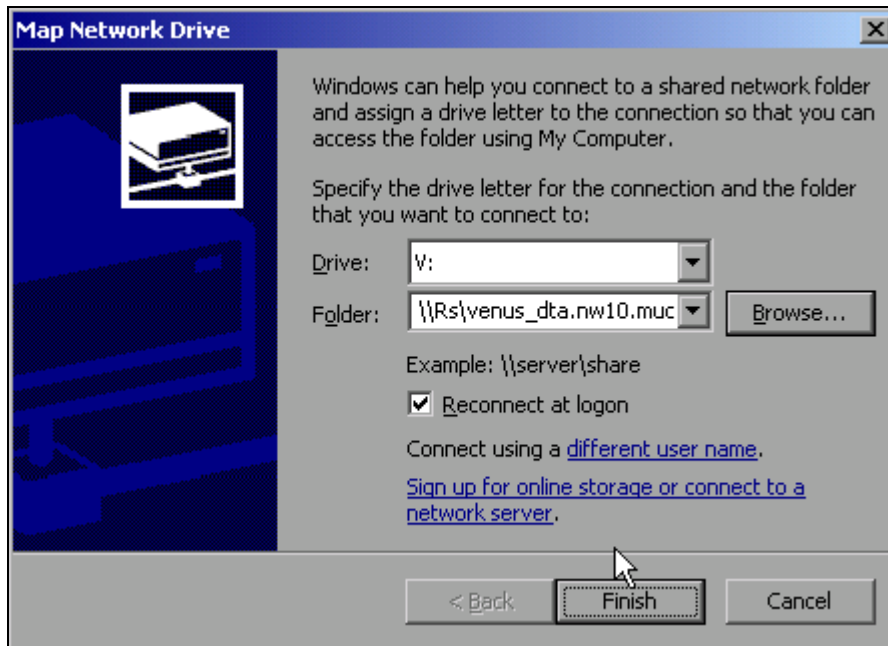 Map Network Drive
Windows can help you connect to a shared network folder
and assign a drive letter to the connection so that you can
access the folder using My Computer.
Specify the drive letter for the connection and the folder
that you want to connect to:
Drive: V:
Folder: \\Rs\venus_dta.nw10.muc Browse...
Example: \\server\share
Reconnect at logon
Connect using a different user name.
Sign up for online storage or connect to a
network server.
< Back Finish Cancel